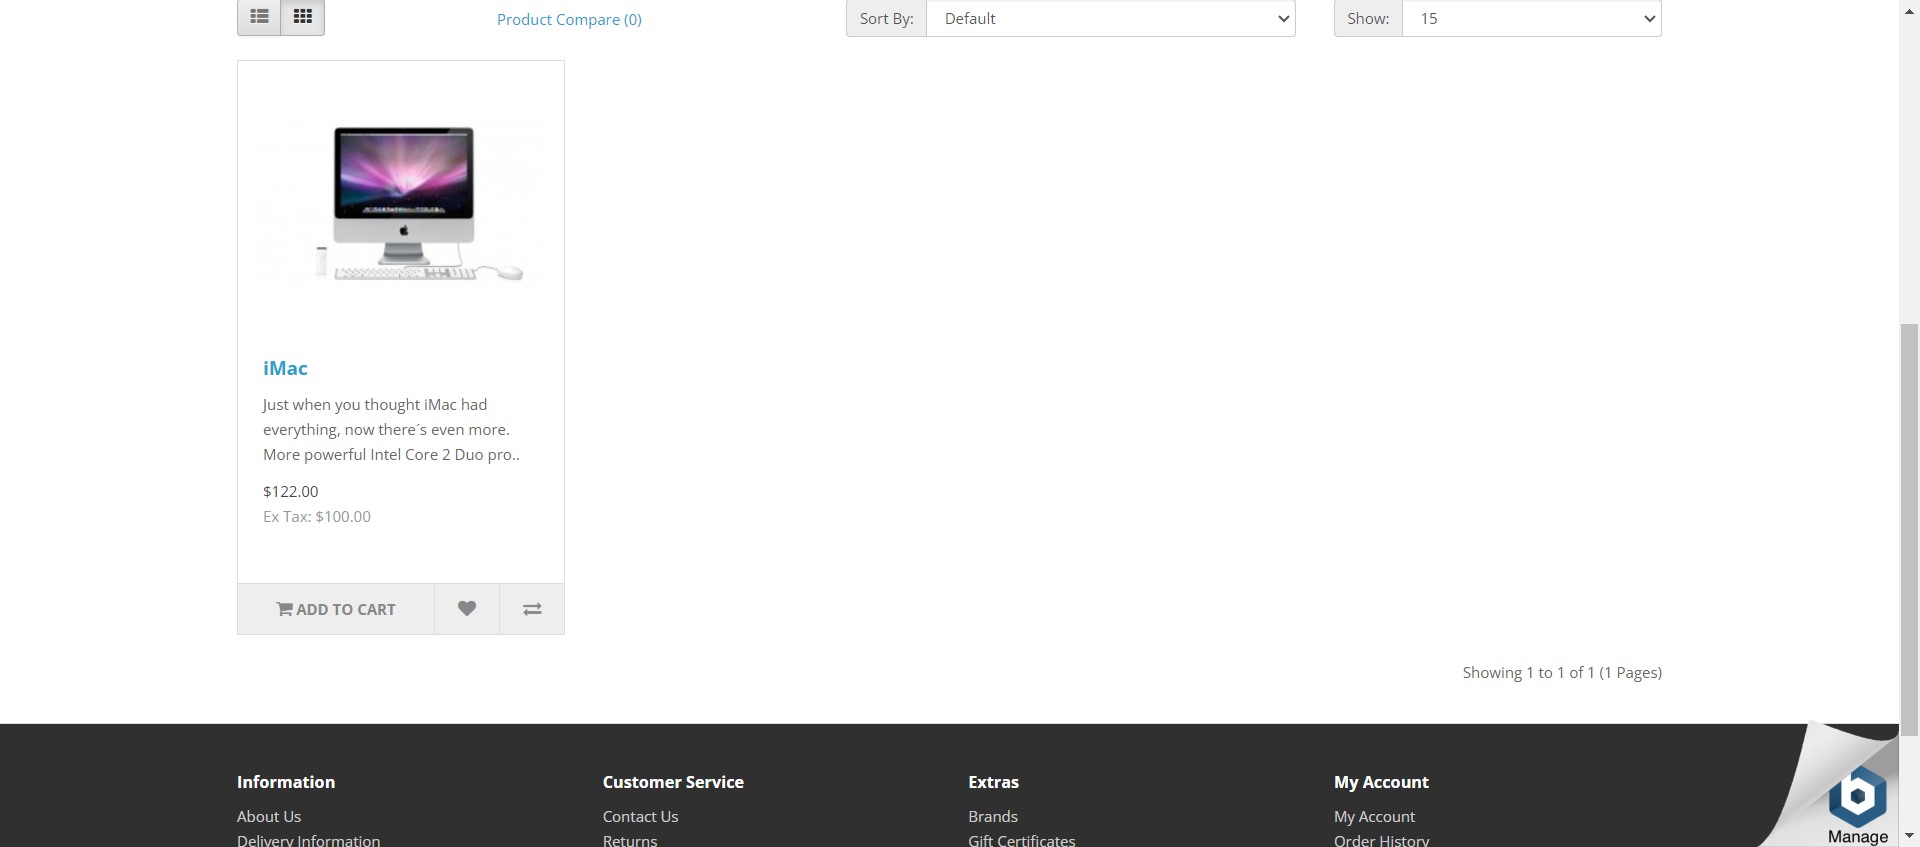 Product Compare (0)
Sort By:
Default
Show:
15
iMac
Just when you thought iMac had
everything, now there´s even more.
More powerful Intel Core 2 Duo pro..
$122.00
Ex Tax: $100.00
ADD TO CART
Showing 1 to 1 of 1 (1 Pages)
Information
Customer Service
Extras
My Account
About Us
Contact Us
Brands
My Account
Delivery Information
Returns
Gift Certificates
Order History
b
Manage